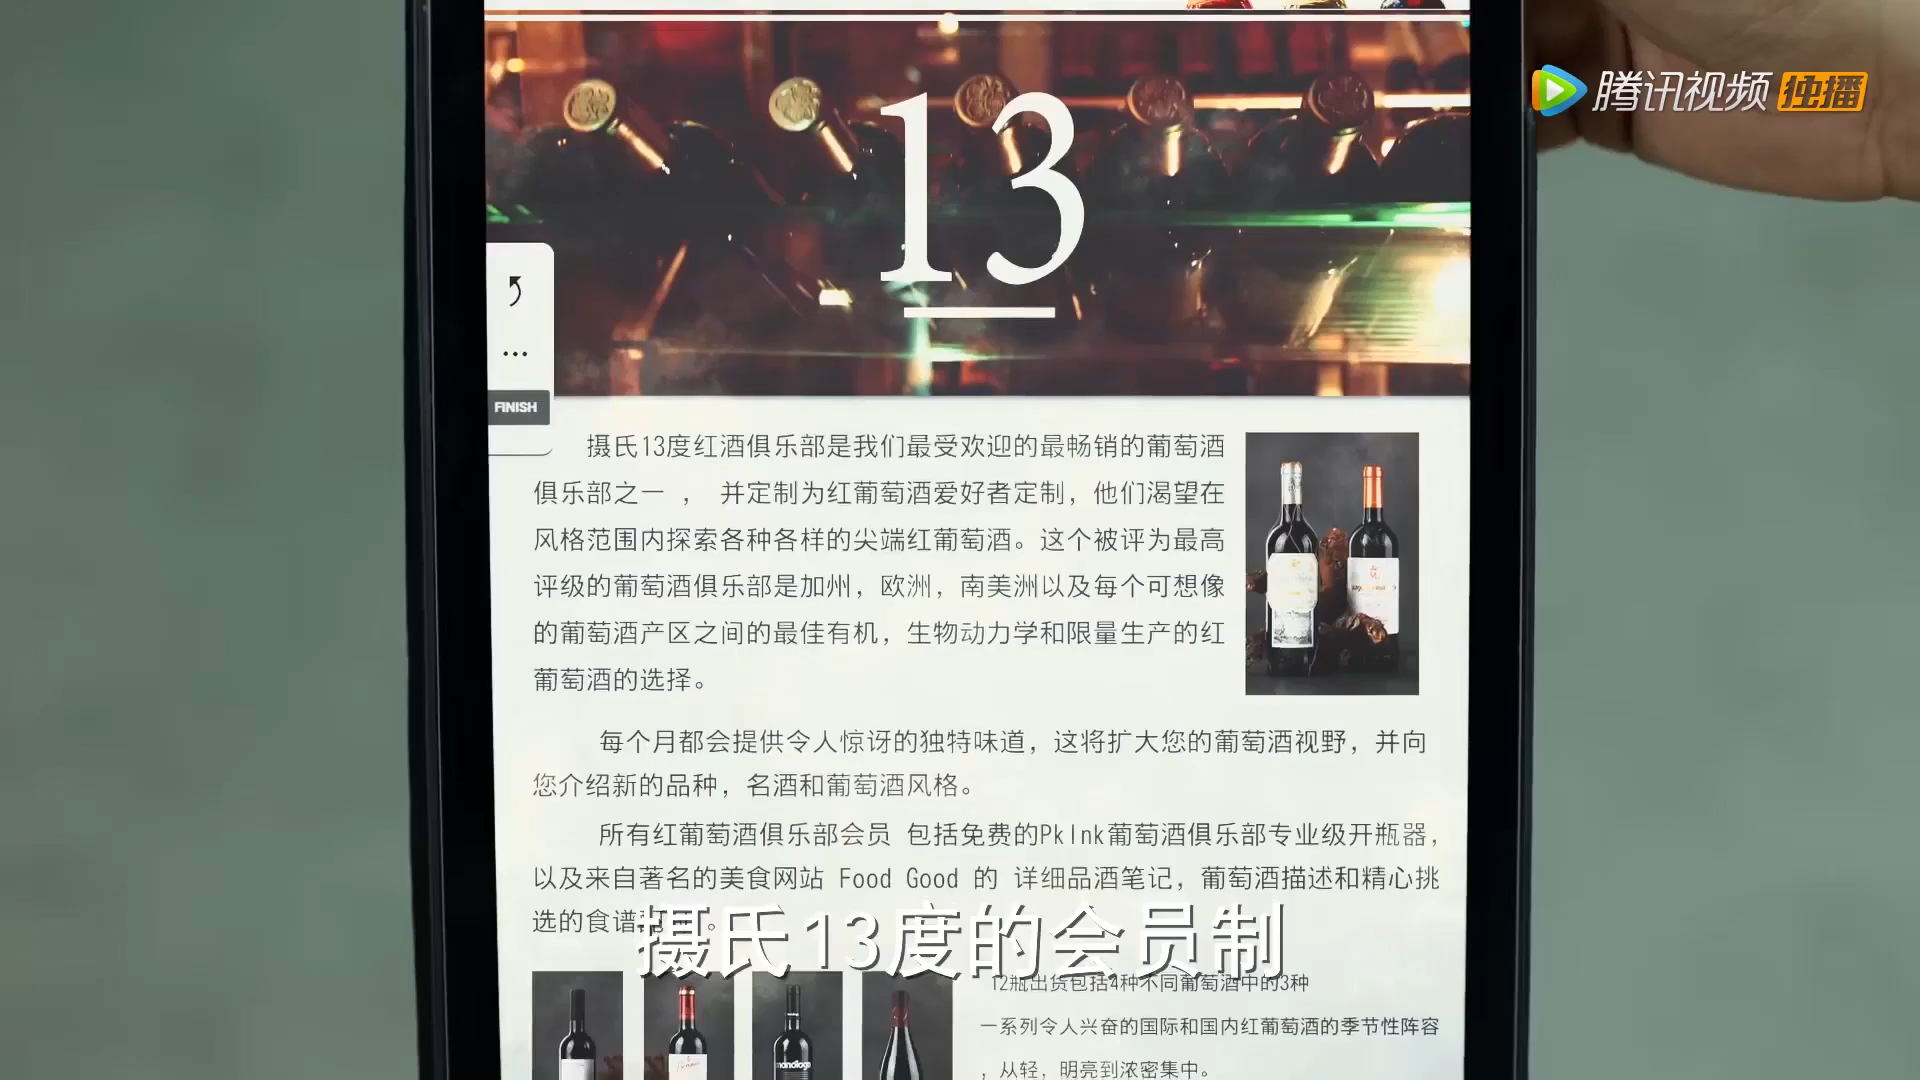 腾讯视频 独播
13
FINISH
摄氏13度红酒俱乐部是我们最受欢迎的最畅销的葡萄酒
俱乐部之一 ， 并定制为红葡萄酒爱好者定制，他们渴望在
风格范围内探索各种各样的尖端红葡萄酒。这个被评为最高
评级的葡萄酒俱乐部是加州，欧洲，南美洲以及每个可想像
的葡萄酒产区之间的最佳有机，生物动力学和限量生产的红
葡萄酒的选择。
每个月都会提供令人惊讶的独特味道，这将扩大您的葡萄酒视野，并向
您介绍新的品种，名酒和葡萄酒风格。
所有红葡萄酒俱乐部会员 包括免费的Pklnk葡萄酒俱乐部专业级开瓶器，
以及来自著名的美食网站 Food Good 的 详细品酒笔记，葡萄酒描述和精心挑
选的食谱
摄氏13度的会员制
12瓶出货包括4种不同葡萄酒中的3种
一系列令人兴奋的国际和国内红葡萄酒的季节性阵容
，从轻，明亮到浓密集中。
monologo